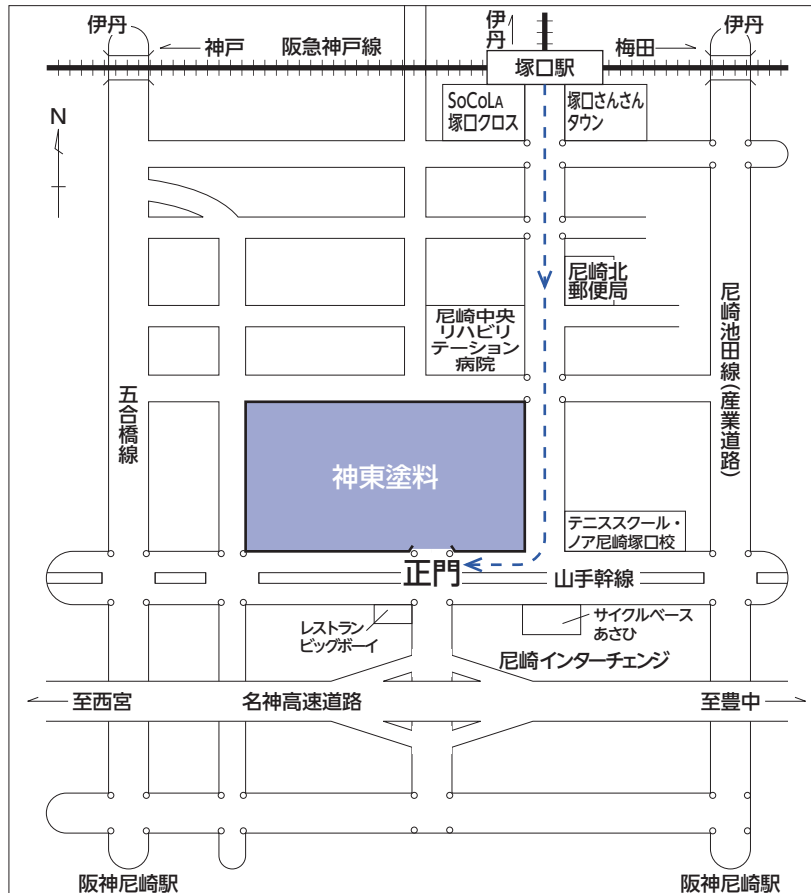 伊丹
伊丹
伊丹
神戸
阪急神戸線
梅田
塚口駅
N
SoCoLA
塚口クロス
塚口さんさん
タウン
尼崎北
郵便局
尼崎中央
リハビリ
テーション
病院
五合橋線
尼崎池田線(産業道路)
神東塗料
テニススクール・
ノア尼崎塚口校
正門
山手幹線
レストラン
ビッグボーイ
サイクルベース
あさひ
尼崎インターチェンジ
至西宮
名神高速道路
至豊中
阪神尼崎駅
阪神尼崎駅